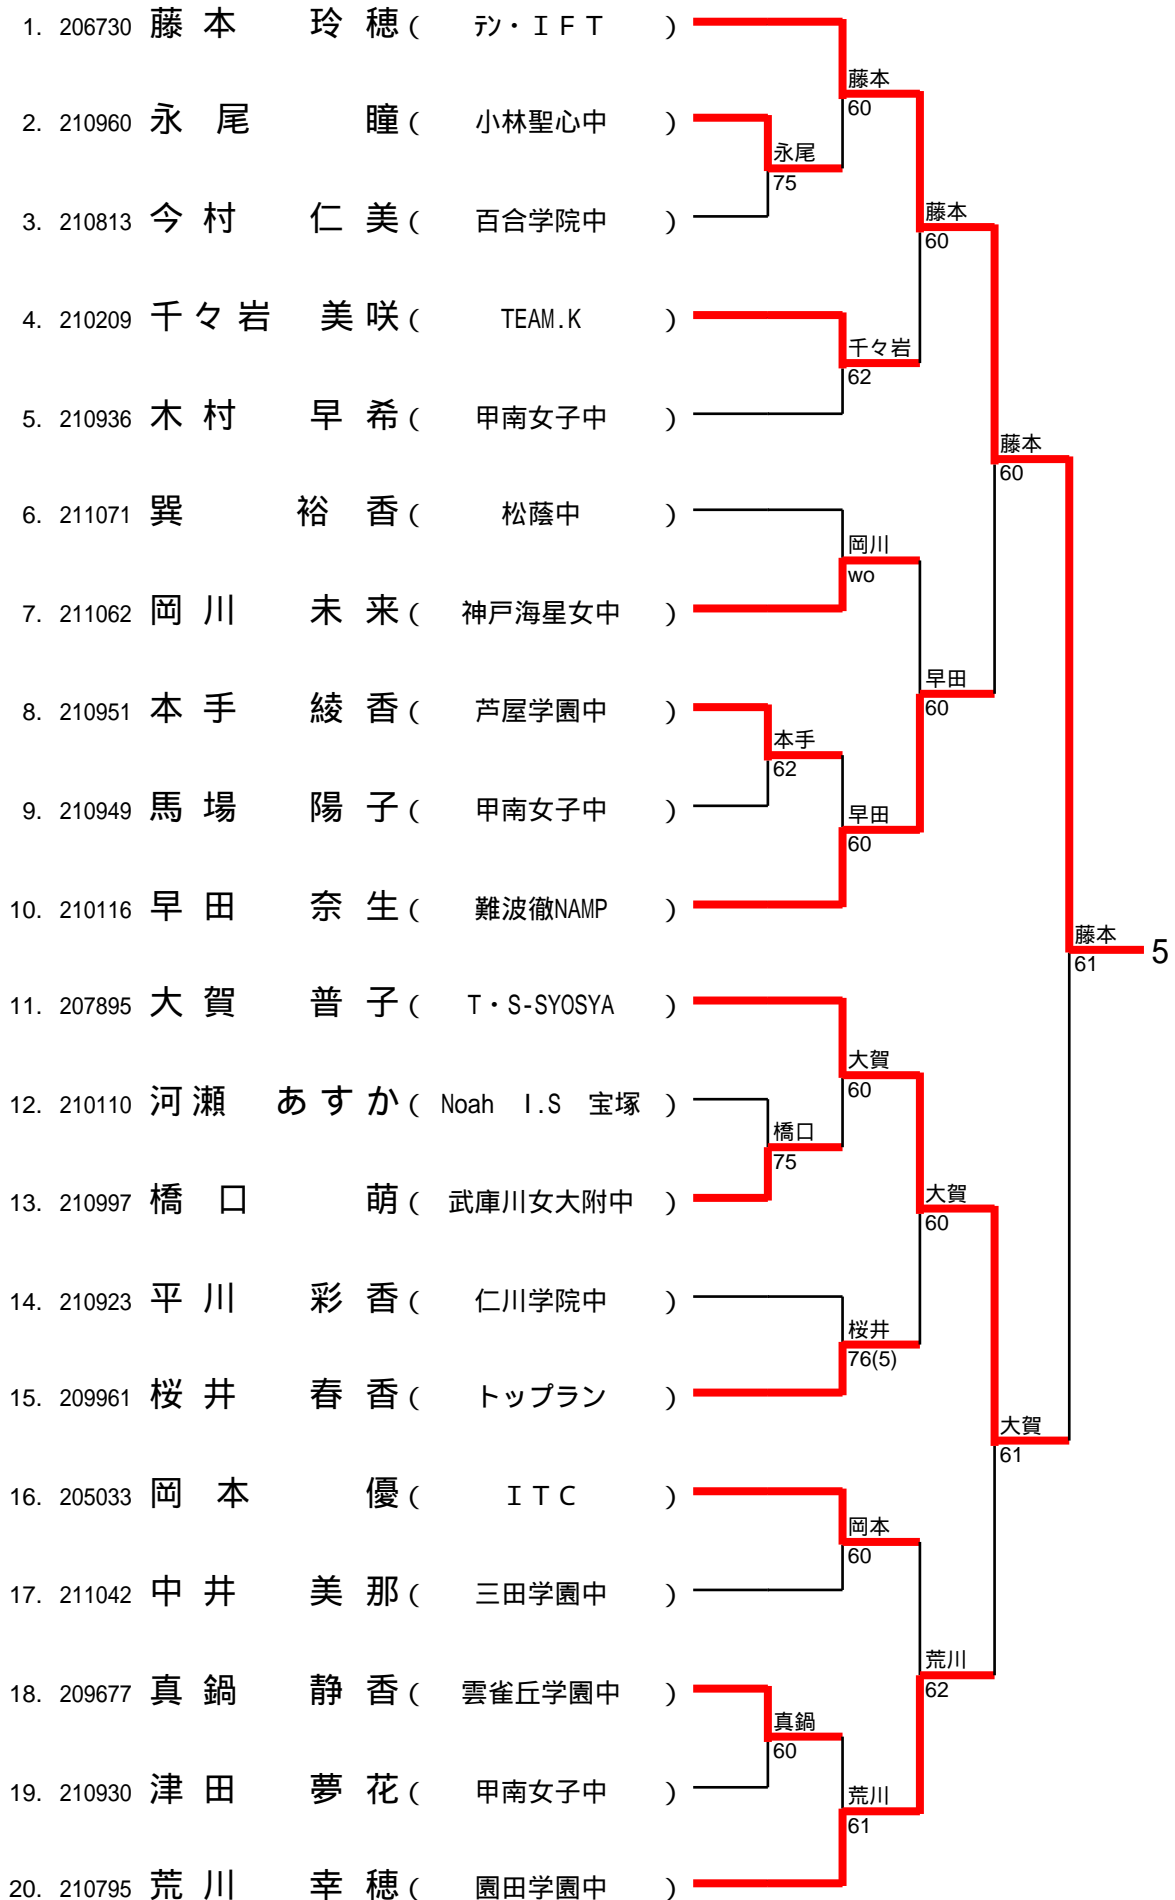 1. 206730 藤本 玲穂 ( テン・ＩＦＴ )
藤本
60
2. 210960 永尾 瞳 ( 小林聖心中 )
永尾
75
3. 210813 今村 仁美 ( 百合学院中 )
藤本
60
4. 210209 千々岩 美咲 ( TEAM.K )
千々岩
62
5. 210936 木村 早希 ( 甲南女子中 )
藤本
60
6. 211071 巽 裕香 ( 松蔭中 )
岡川
wo
7. 211062 岡川 未来 ( 神戸海星女中 )
早田
60
8. 210951 本手 綾香 ( 芦屋学園中 )
本手
62
9. 210949 馬場 陽子 ( 甲南女子中 )
早田
60
10. 210116 早田 奈生 ( 難波徹NAMP )
藤本
61
5
11. 207895 大賀 普子 ( T・S-SYOSYA )
大賀
60
12. 210110 河瀬 あすか ( Noah I.S 宝塚 )
橋口
75
13. 210997 橋口 萌 ( 武庫川女大附中 )
大賀
60
14. 210923 平川 彩香 ( 仁川学院中 )
桜井
76(5)
15. 209961 桜井 春香 ( トップラン )
大賀
61
16. 205033 岡本 優 ( ＩＴＣ )
岡本
60
17. 211042 中井 美那 ( 三田学園中 )
荒川
62
18. 209677 真鍋 静香 ( 雲雀丘学園中 )
真鍋
60
19. 210930 津田 夢花 ( 甲南女子中 )
荒川
61
20. 210795 荒川 幸穂 ( 園田学園中 )